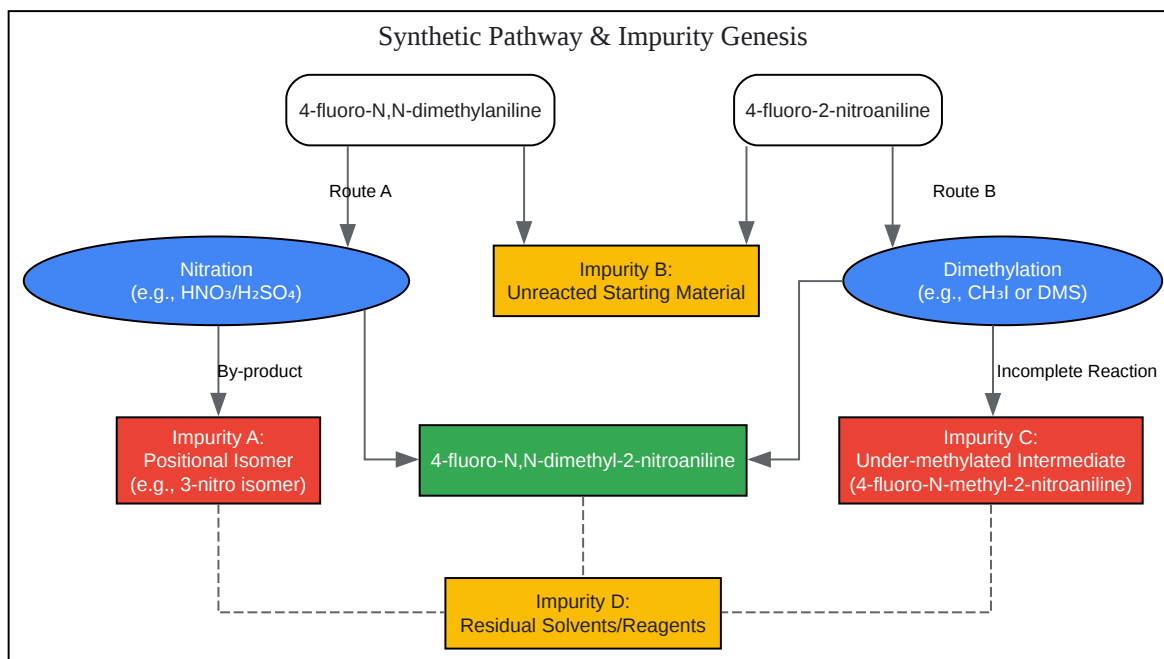 Synthetic Pathway & Impurity Genesis
4-fluoro-N,N-dimethylaniline
4-fluoro-2-nitroaniline
Route A
Route B
Nitration
(e.g., HNO₃/H₂SO₄)
Impurity B:
Unreacted Starting Material
Dimethylation
(e.g., CH₃I or DMS)
By-product
Incomplete Reaction
Impurity A:
Positional Isomer
(e.g., 3-nitro isomer)
4-fluoro-N,N-dimethyl-2-nitroaniline
Impurity C:
Under-methylated Intermediate
(4-fluoro-N-methyl-2-nitroaniline)
Impurity D:
Residual Solvents/Reagents